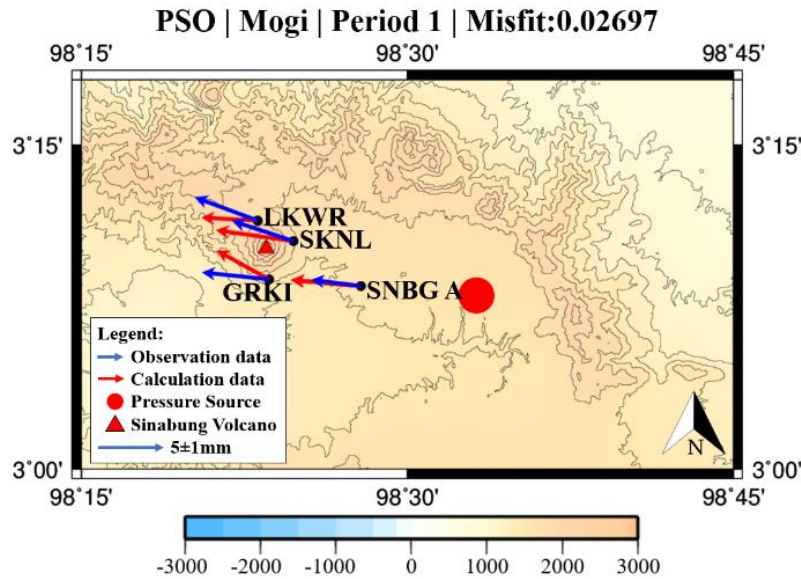 PSO | Mogi | Period 1 | Misfit:0.02697
98˚15' 98˚30' 98˚45'
3˚15' 3˚15'
LKWR
SKNL
GRKI SNBG A
Legend:
Observation data
Calculation data
Pressure Source
Sinabung Volcano
5±1mm
N
3˚00' 3˚00'
98˚15' 98˚30' 98˚45'
-3000 -2000 -1000 0 1000 2000 3000